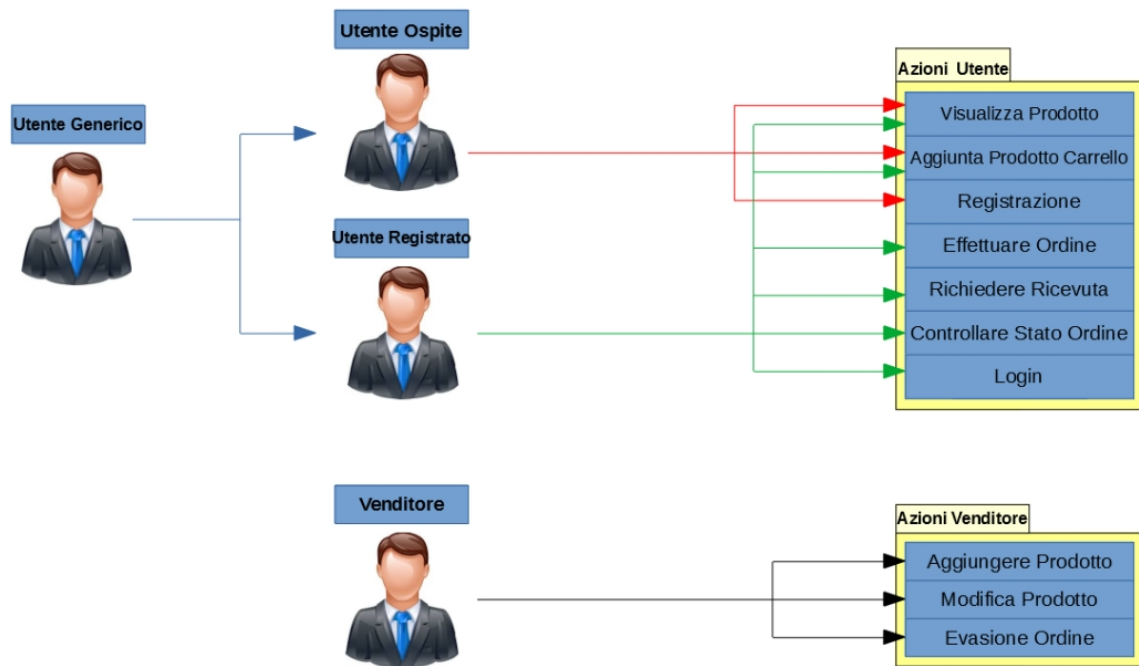 Utente Ospite
Azioni Utente
Utente Generico
Visualizza Prodotto
Aggiunta Prodotto Carrello
Registrazione
Utente Registrato
Effettuare Ordine
Richiedere Ricevuta
Controllare Stato Ordine
Login
Venditore
Azioni Venditore
Aggiungere Prodotto
Modifica Prodotto
Evasione Ordine